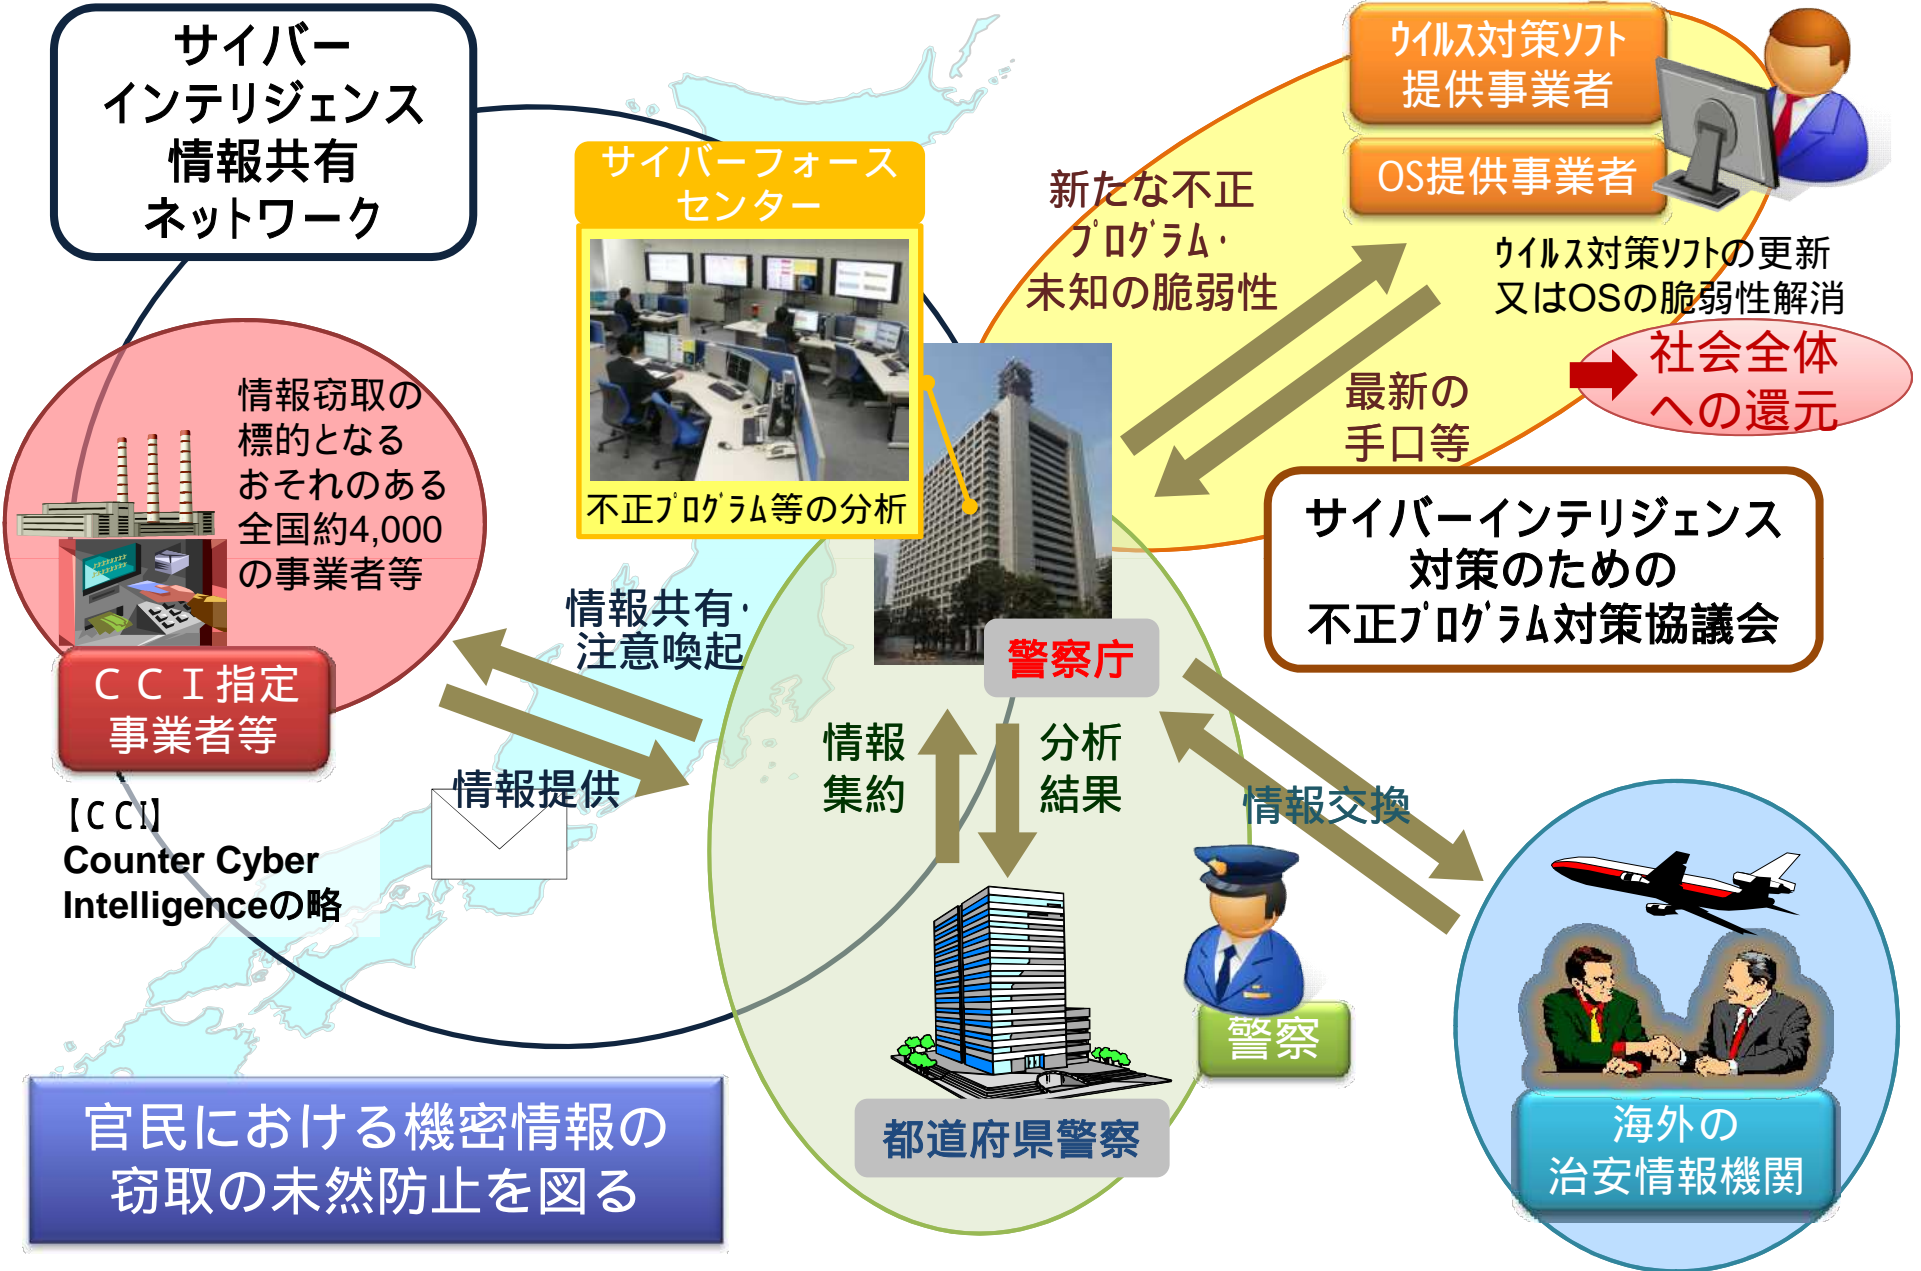 サイバー
インテリジェンス
情報共有
ネットワーク
サイバーフォース
センター
不正ﾌﾟﾛｸﾞﾗﾑ等の分析
新たな不正
ﾌﾟﾛｸﾞﾗﾑ・
未知の脆弱性
ｳｲﾙｽ対策ｿﾌﾄ
提供事業者
OS提供事業者
ｳｲﾙｽ対策ｿﾌﾄの更新
又はOSの脆弱性解消
社会全体
への還元
最新の
手口等
サイバーインテリジェンス
対策のための
不正ﾌﾟﾛｸﾞﾗﾑ対策協議会
情報窃取の
標的となる
おそれのある
全国約4,000
の事業者等
ＣＣＩ指定
事業者等
【CCI】
Counter Cyber
Intelligenceの略
情報共有・
注意喚起
情報提供
警察庁
情報
集約
分析
結果
情報交換
警察
都道府県警察
海外の
治安情報機関
官民における機密情報の
窃取の未然防止を図る